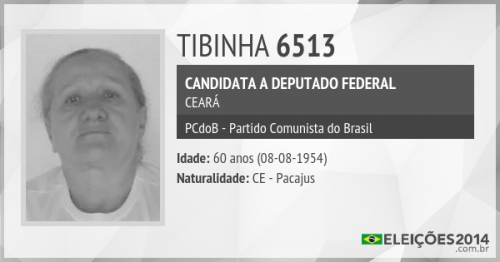 TIBINHA 6513
CANDIDATA A DEPUTADO FEDERAL
CEARÁ
PCdoB - Partido Comunista do Brasil
Idade: 60 anos (08-08-1954)
Naturalidade: CE - Pacajus
ELEIÇÕES2014
.com.br